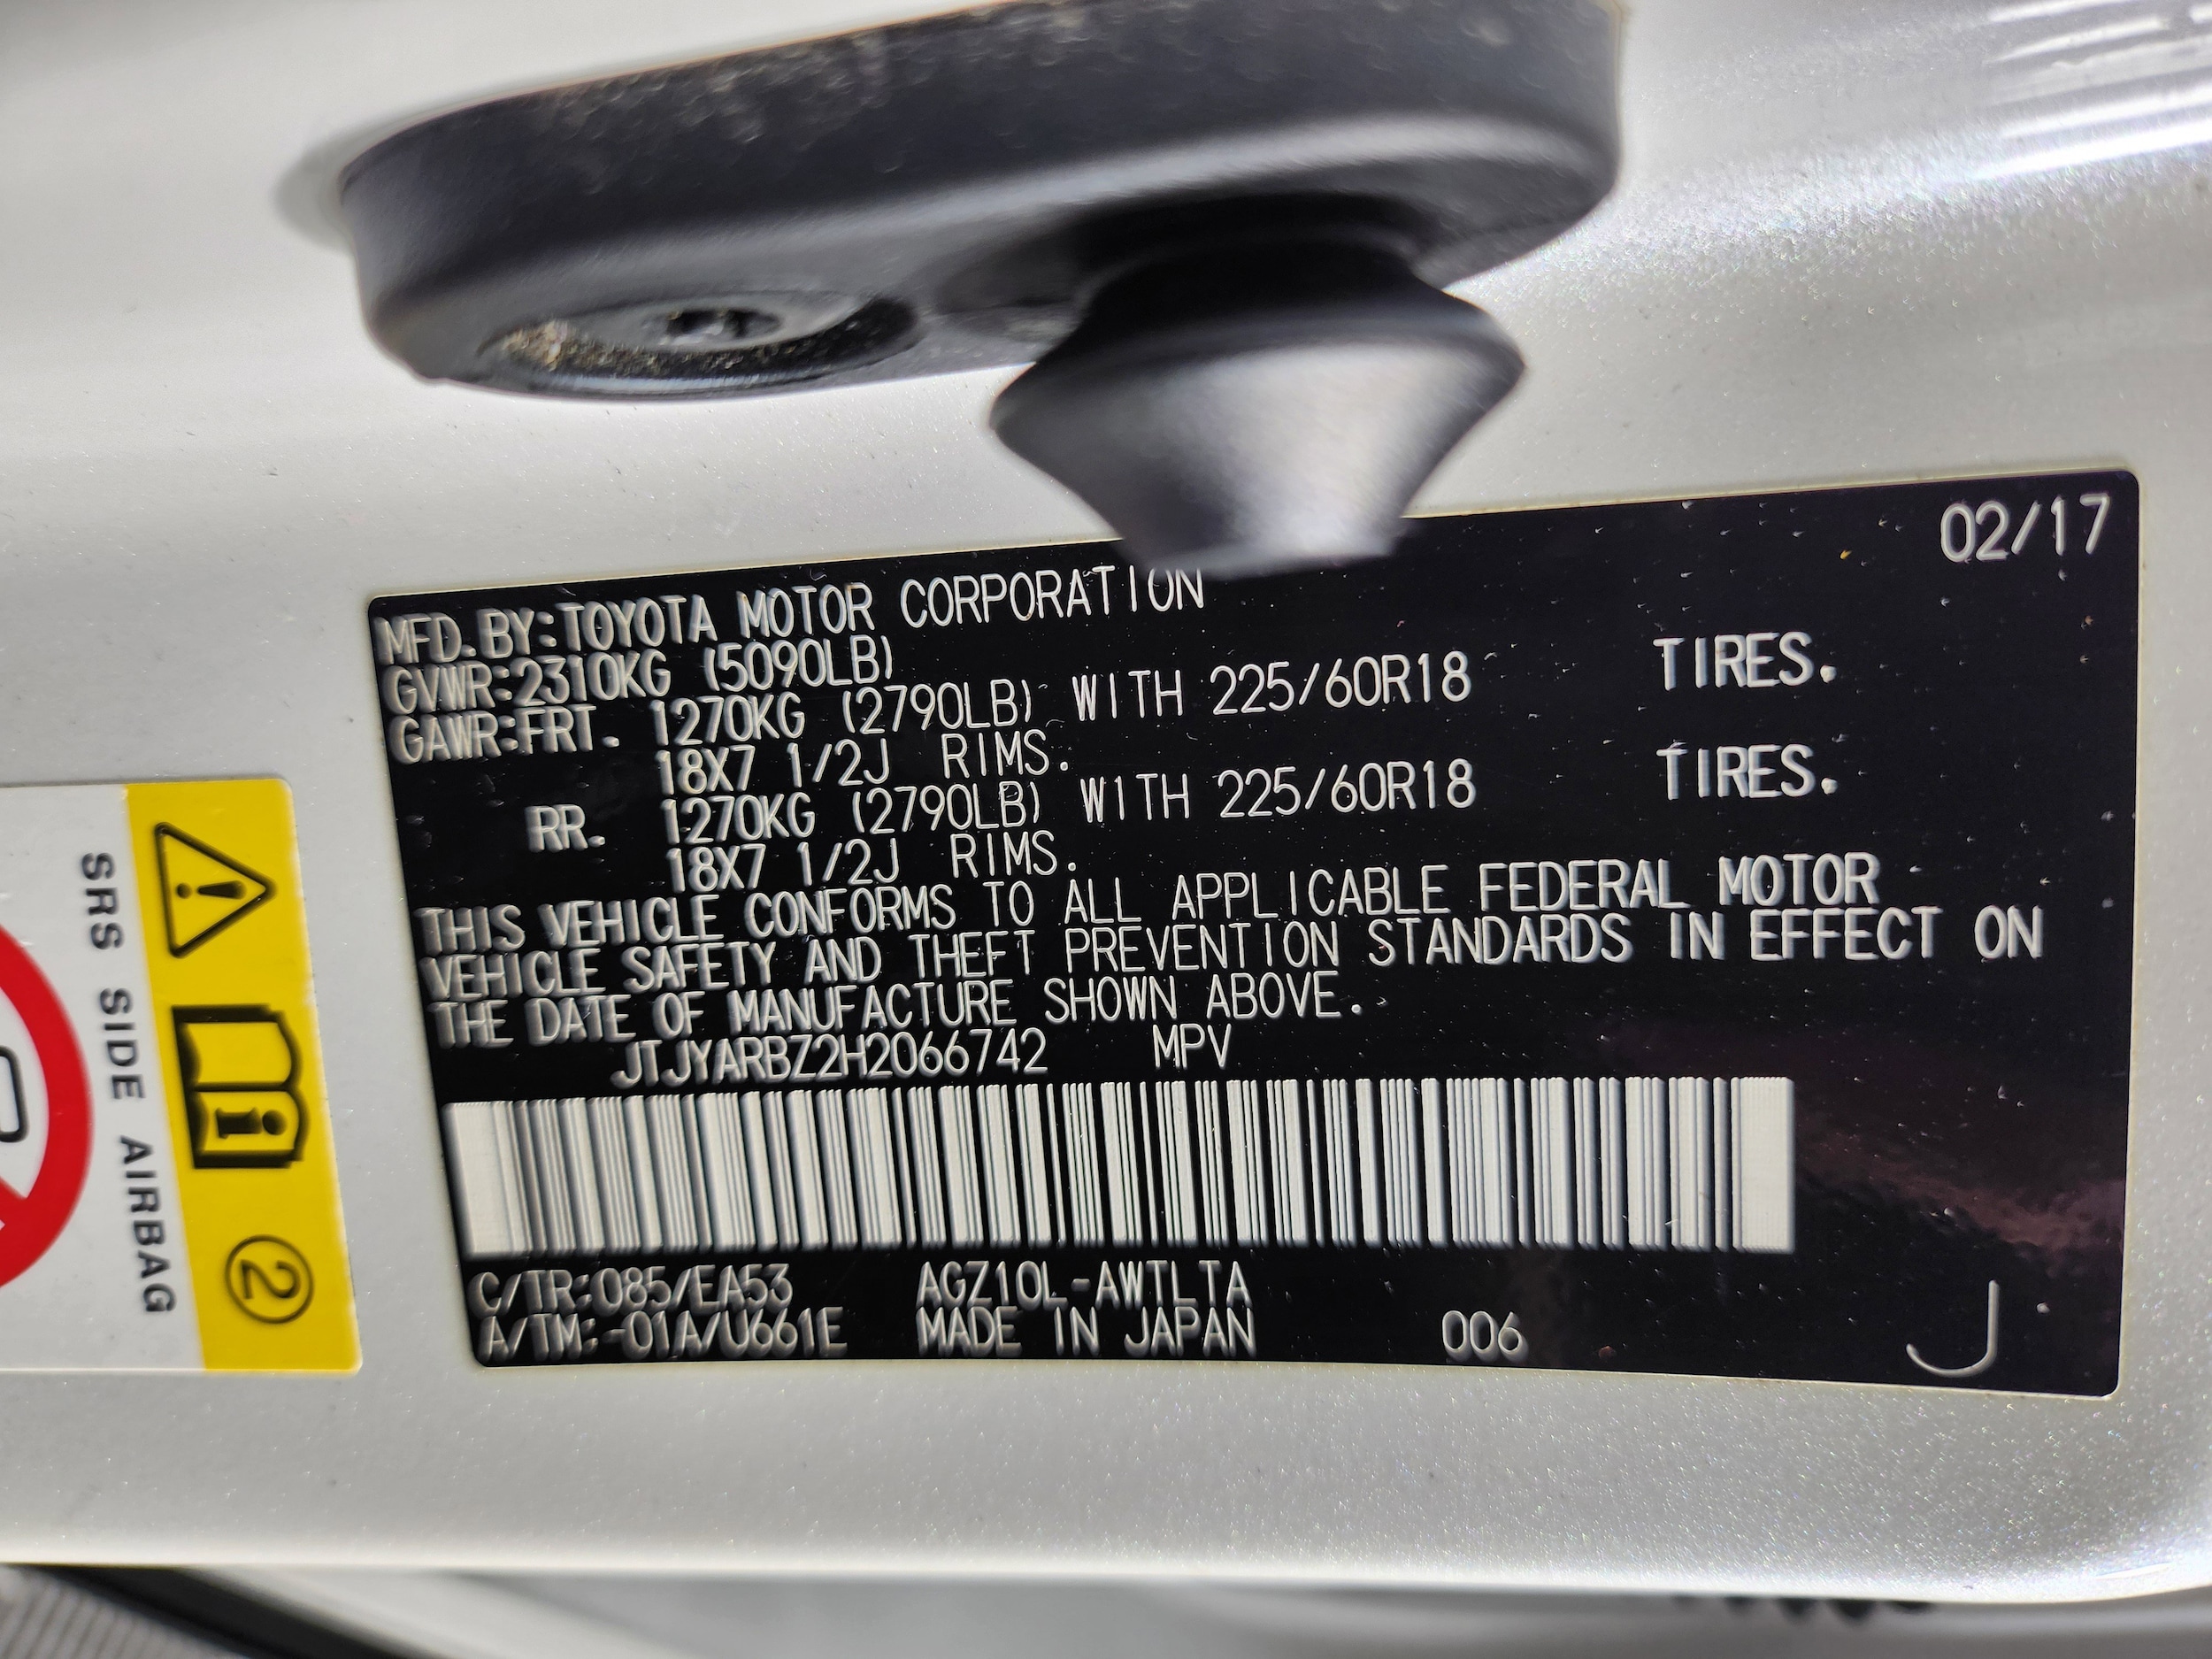 02/17
MFD.BY:TOYOTA MOTOR CORPORATION
GVWR:2310KG (5090LB)
GAWR:FRT. 1270KG (2790LB) WITH 225/60R18 TIRES.
18X7 1/2J RIMS.
RR. 1270KG (2790LB) WITH 225/60R18 TIRES.
18X7 1/2J RIMS.
THIS VEHICLE CONFORMS TO ALL APPLICABLE FEDERAL MOTOR
VEHICLE SAFETY AND THEFT PREVENTION STANDARDS IN EFFECT ON
THE DATE OF MANUFACTURE SHOWN ABOVE.
JTJYARBZ2H2066742 MPV
C/TR:085/EA53 AGZ10L-AWTLTA
A/TM:-01A/U661E MADE IN JAPAN 006
J
SRS SIDE AIRBAG
2